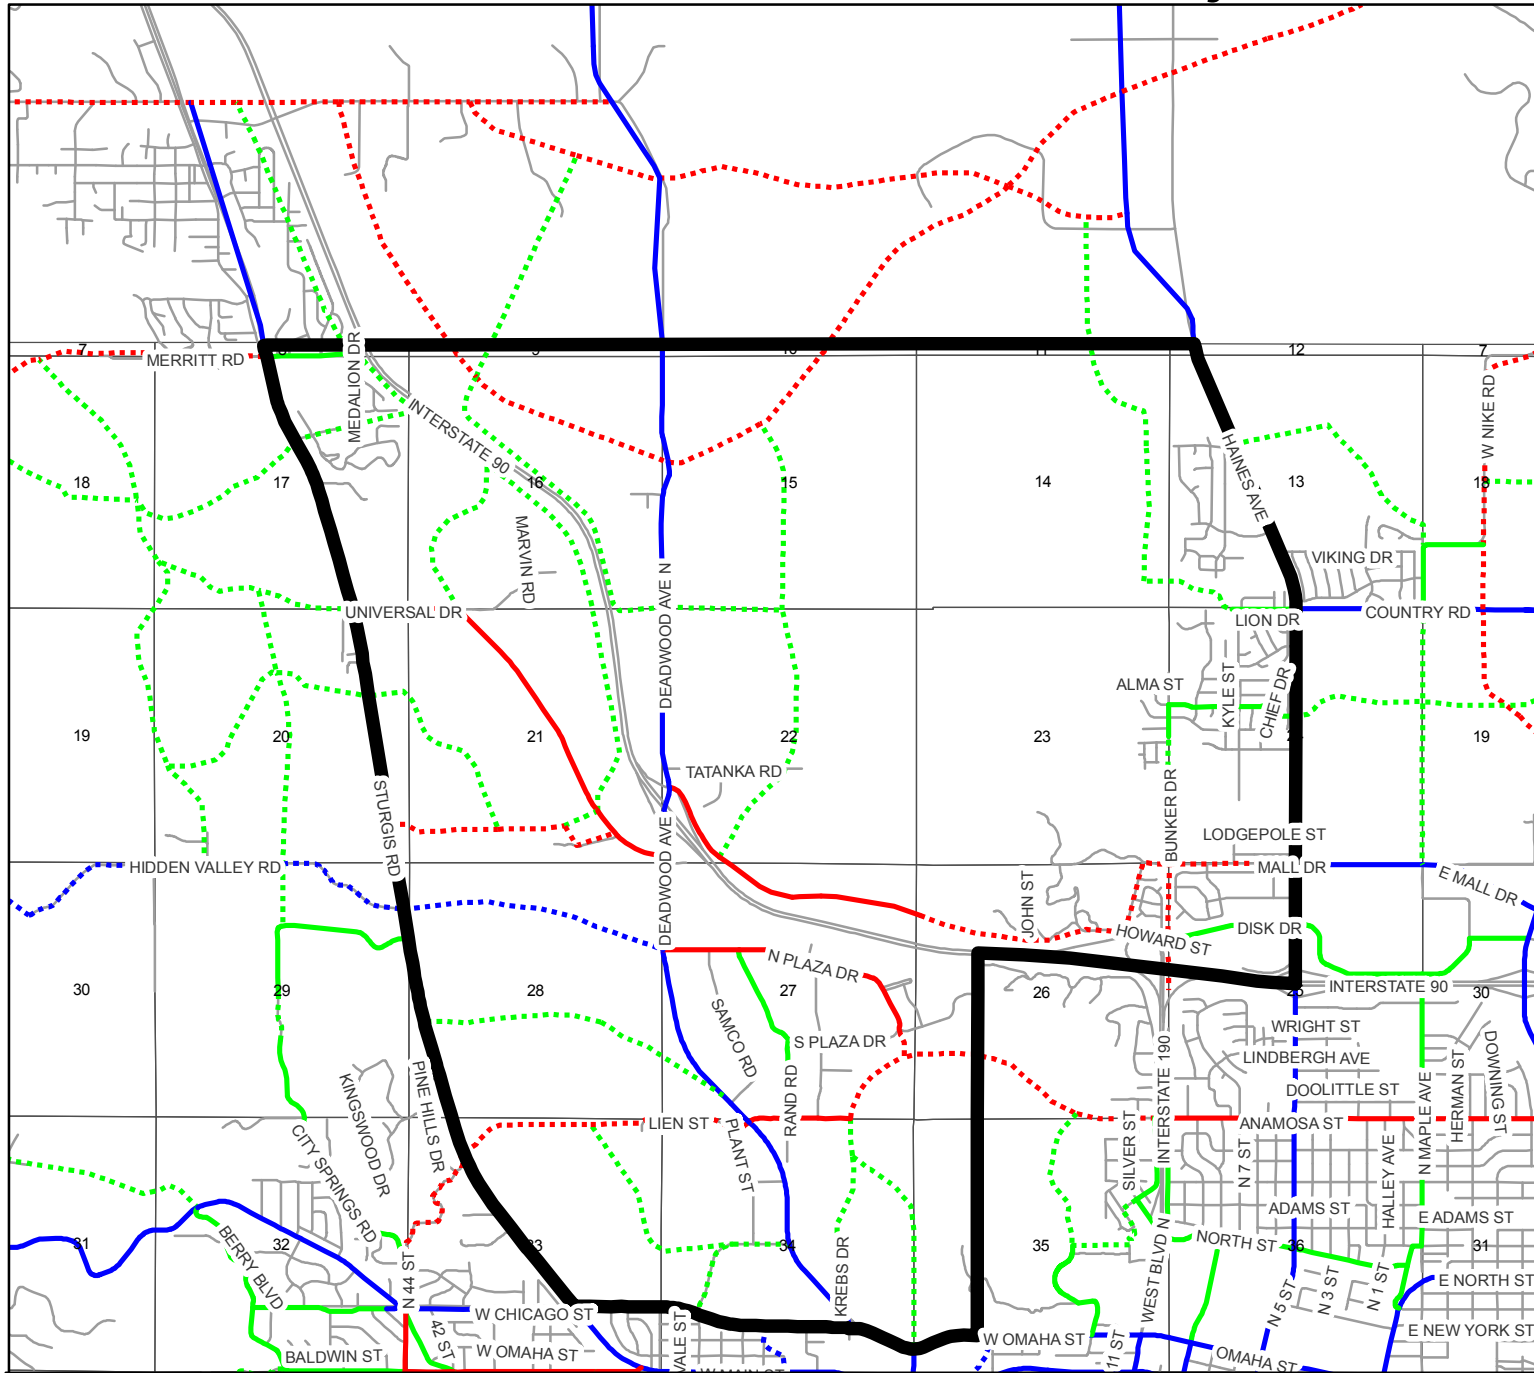 7
8
9
10
11
12
7
MERRITT RD
MEDALION DR
INTERSTATE 90
W NIKE RD
HAINES AVE
18
17
16
15
14
13
18
MARVIN RD
VIKING DR
DEADWOOD AVE N
UNIVERSAL DR
LION DR
COUNTRY RD
ALMA ST
KYLE ST
CHIEF DR
19
20
21
22
23
24
19
TATANKA RD
STURGIS RD
BUNKER DR
LODGEPOLE ST
HIDDEN VALLEY RD
DEADWOOD AVE
MALL DR
E MALL DR
JOHN ST
HOWARD ST
DISK DR
N PLAZA DR
30
29
28
27
26
25
30
INTERSTATE 90
SAMCO RD
S PLAZA DR
WRIGHT ST
LINDBERGH AVE
DOOLITTLE ST
DOWNING ST
HERMAN ST
N MAPLE AVE
INTERSTATE 190
RAND RD
PINE HILLS DR
KINGSWOOD DR
CITY SPRINGS RD
LIEN ST
PLANT ST
SILVER ST
ANAMOSA ST
N 7 ST
HALLEY AVE
ADAMS ST
E ADAMS ST
31
32
33
34
35
36
31
BERRY BLVD
N 44 ST
KREBS DR
WEST BLVD N
NORTH ST
N 5 ST
N 3 ST
N 1 ST
E NORTH ST
W CHICAGO ST
42 ST
W OMAHA ST
VALE ST
W OMAHA ST
11 ST
OMAHA ST
E NEW YORK ST
BALDWIN ST
W MAIN ST